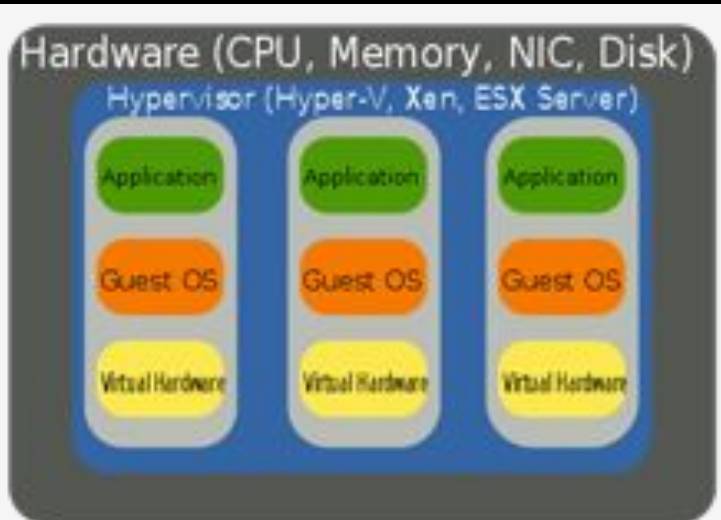 Hardware (CPU, Memory, NIC, Disk)
Hypervisor (Hyper-V, Xen, ESX Server)
Application Application Application
Guest OS Guest OS Guest OS
Virtual Hardware Virtual Hardware Virtual Hardware